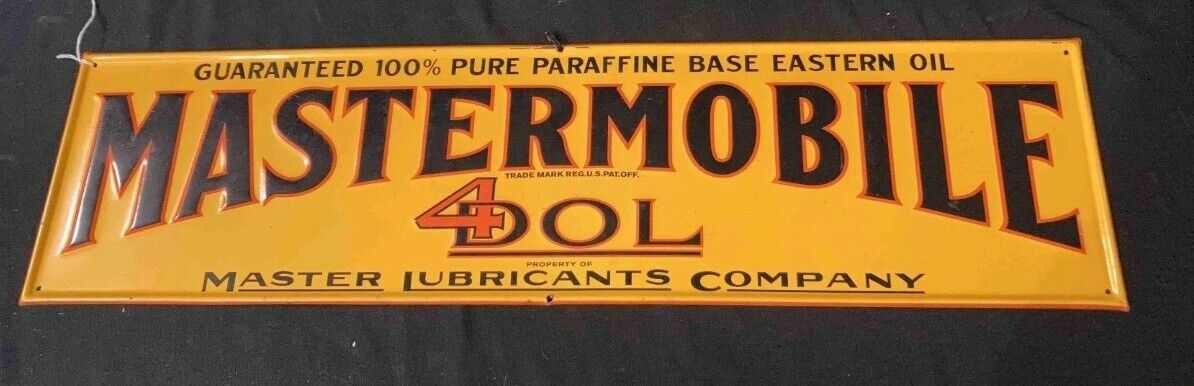 GUARANTEED 100% PURE PARAFFINE BASE EASTERN OIL
MASTERMOBILE
TRADE MARK REG.U.S.PAT.OFF.
4DOL
PROPERTY OF
MASTER LUBRICANTS COMPANY